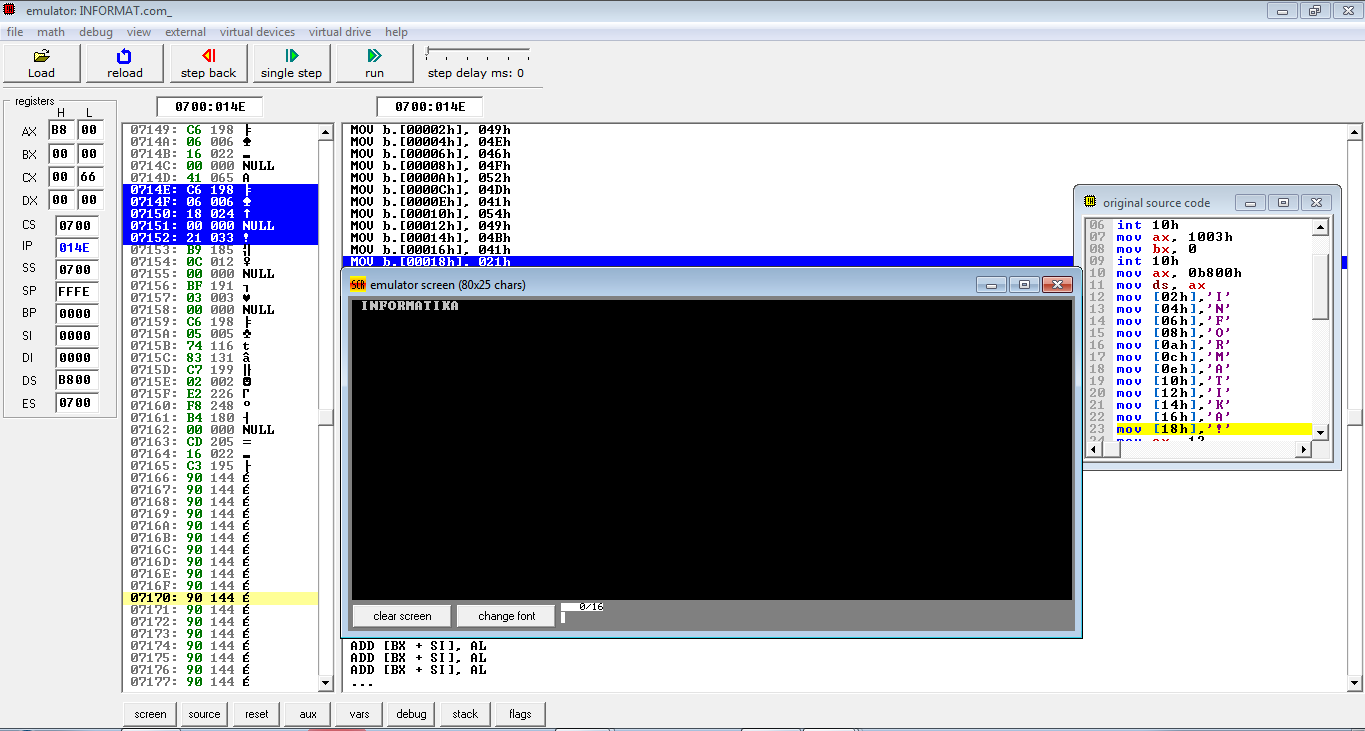 emulator: INFORMAT.com_
file math debug view external virtual devices virtual drive help
Load reload step back single step run step delay ms: 0
registers
H L
AX B8 00
BX 00 00
CX 00 66
DX 00 00
CS 0700
IP 014E
SS 0700
SP FFFE
BP 0000
SI 0000
DI 0000
DS B800
ES 0700
0700:014E
07149: C6 198 ╞
0714A: 06 006 ♠
0714B: 16 022 ▬
0714C: 00 000 NULL
0714D: 41 065 A
0714E: C6 198 ╞
0714F: 06 006 ♠
07150: 18 024 ↑
07151: 00 000 NULL
07152: 21 033 !
07153: B9 185 ╣
07154: 0C 012 ♀
07155: 00 000 NULL
07156: BF 191 ┐
07157: 03 003 ♥
07158: 00 000 NULL
07159: C6 198 ╞
0715A: 05 005 ♣
0715B: 74 116 t
0715C: 83 131 â
0715D: C7 199 ╟
0715E: 02 002 ☻
0715F: E2 226 Γ
07160: F8 248 °
07161: B4 180 ┤
07162: 00 000 NULL
07163: CD 205 =
07164: 16 022 ▬
07165: C3 195 ├
07166: 90 144 É
07167: 90 144 É
07168: 90 144 É
07169: 90 144 É
0716A: 90 144 É
0716B: 90 144 É
0716C: 90 144 É
0716D: 90 144 É
0716E: 90 144 É
0716F: 90 144 É
07170: 90 144 É
07171: 90 144 É
07172: 90 144 É
07173: 90 144 É
07174: 90 144 É
07175: 90 144 É
07176: 90 144 É
07177: 90 144 É
0700:014E
MOV b.[00002h], 049h
MOV b.[00004h], 04Eh
MOV b.[00006h], 046h
MOV b.[00008h], 04Fh
MOV b.[0000Ah], 052h
MOV b.[0000Ch], 04Dh
MOV b.[0000Eh], 041h
MOV b.[00010h], 054h
MOV b.[00012h], 049h
MOV b.[00014h], 04Bh
MOV b.[00016h], 041h
MOV b.[00018h], 021h
ADD [BX + SI], AL
ADD [BX + SI], AL
ADD [BX + SI], AL
...
emulator screen (80x25 chars)
INFORMATIKA
clear screen change font 0/16
original source code
06 int 10h
07 mov ax, 1003h
08 mov bx, 0
09 int 10h
10 mov ax, 0b800h
11 mov ds, ax
12 mov [02h],'I'
13 mov [04h],'N'
14 mov [06h],'F'
15 mov [08h],'O'
16 mov [0ah],'R'
17 mov [0ch],'M'
18 mov [0eh],'A'
19 mov [10h],'T'
20 mov [12h],'I'
21 mov [14h],'K'
22 mov [16h],'A'
23 mov [18h],'!'
screen source reset aux vars debug stack flags